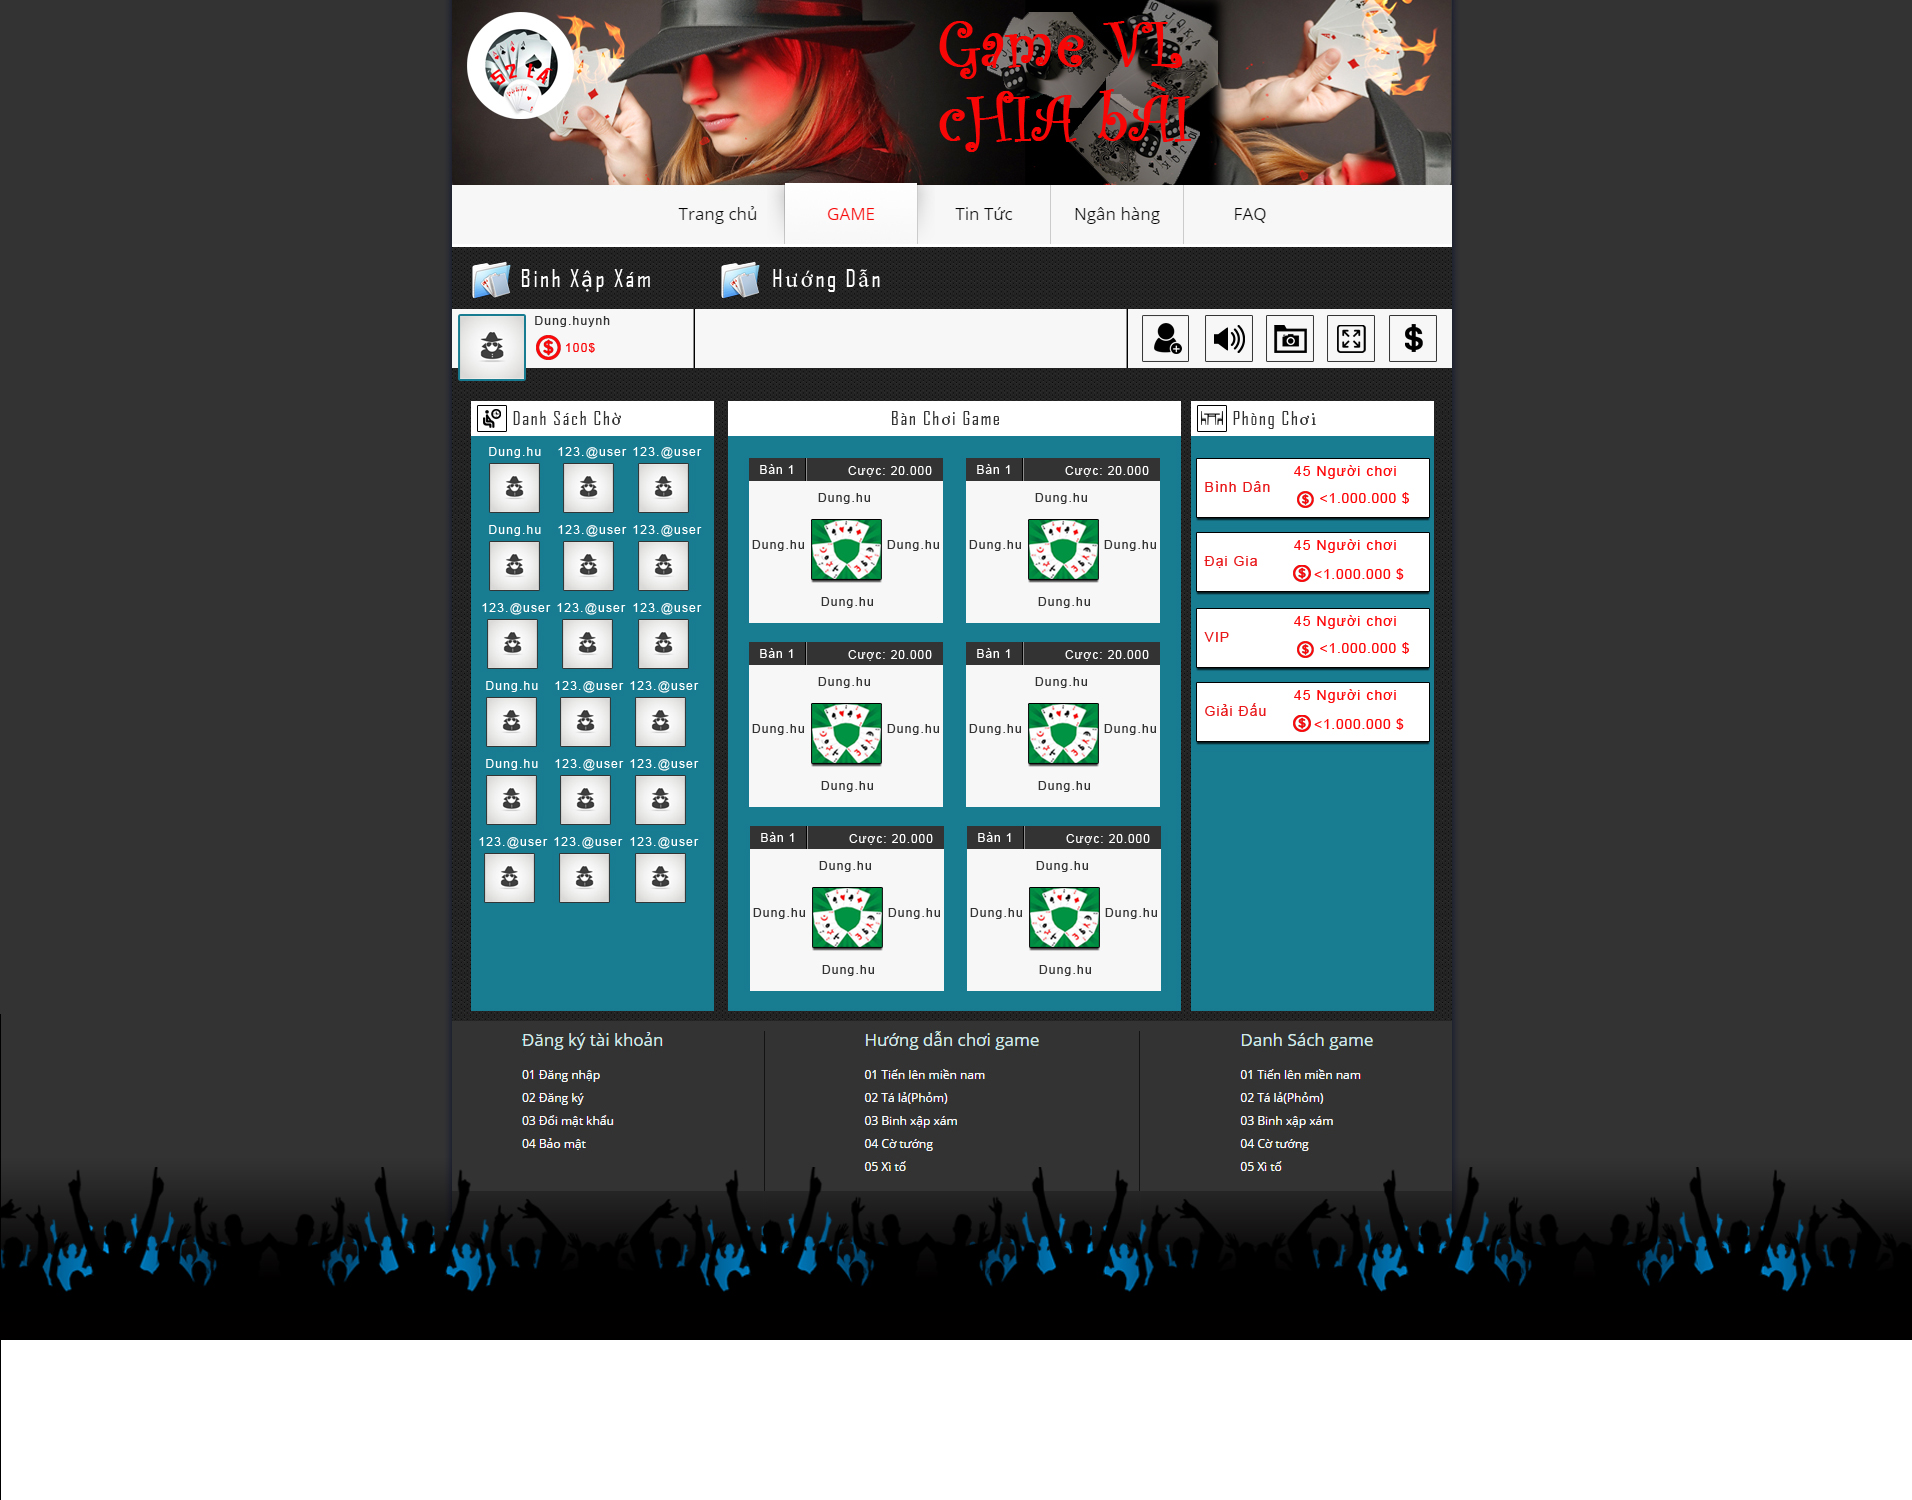 Game VL
cHIA bÀI
52 LA
Trang chủ
GAME
Tin Tức
Ngân hàng
FAQ
Binh Xập Xám
Hướng Dẫn
Dung.huynh
100$
Danh Sách Chờ
Dung.hu 123.@user 123.@user
Dung.hu 123.@user 123.@user
123.@user 123.@user 123.@user
Dung.hu 123.@user 123.@user
Dung.hu 123.@user 123.@user
123.@user 123.@user 123.@user
Bàn Chơi Game
Bàn 1 Cược: 20.000
Dung.hu
Dung.hu Dung.hu
Dung.hu
Bàn 1 Cược: 20.000
Dung.hu
Dung.hu Dung.hu
Dung.hu
Bàn 1 Cược: 20.000
Dung.hu
Dung.hu Dung.hu
Dung.hu
Bàn 1 Cược: 20.000
Dung.hu
Dung.hu Dung.hu
Dung.hu
Bàn 1 Cược: 20.000
Dung.hu
Dung.hu Dung.hu
Dung.hu
Bàn 1 Cược: 20.000
Dung.hu
Dung.hu Dung.hu
Dung.hu
Phòng Chơi
45 Người chơi
Bình Dân
<1.000.000 $
45 Người chơi
Đại Gia
<1.000.000 $
45 Người chơi
VIP
<1.000.000 $
45 Người chơi
Giải Đấu
<1.000.000 $
Đăng ký tài khoản
01 Đăng nhập
02 Đăng ký
03 Đổi mật khẩu
04 Bảo mật
Hướng dẫn chơi game
01 Tiến lên miền nam
02 Tá lả(Phỏm)
03 Binh xập xám
04 Cờ tướng
05 Xì tố
Danh Sách game
01 Tiến lên miền nam
02 Tá lả(Phỏm)
03 Binh xập xám
04 Cờ tướng
05 Xì tố